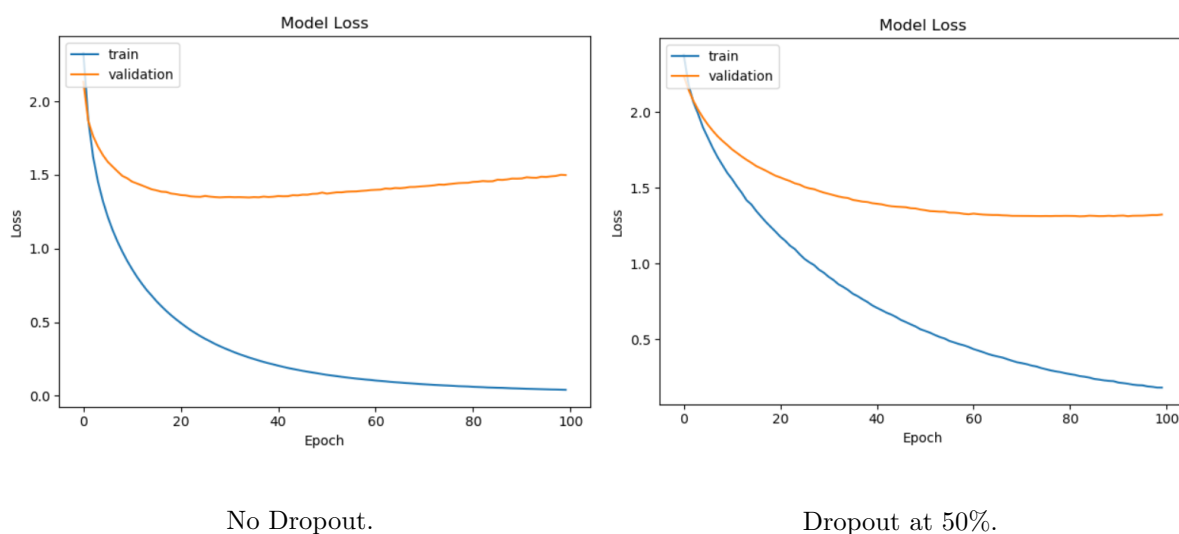 Model Loss
train
validation
2.0
1.5
1.0
0.5
0.0
Loss
0 20 40 60 80 100
Epoch
No Dropout.
Model Loss
train
validation
2.0
1.5
1.0
0.5
Loss
0 20 40 60 80 100
Epoch
Dropout at 50%.